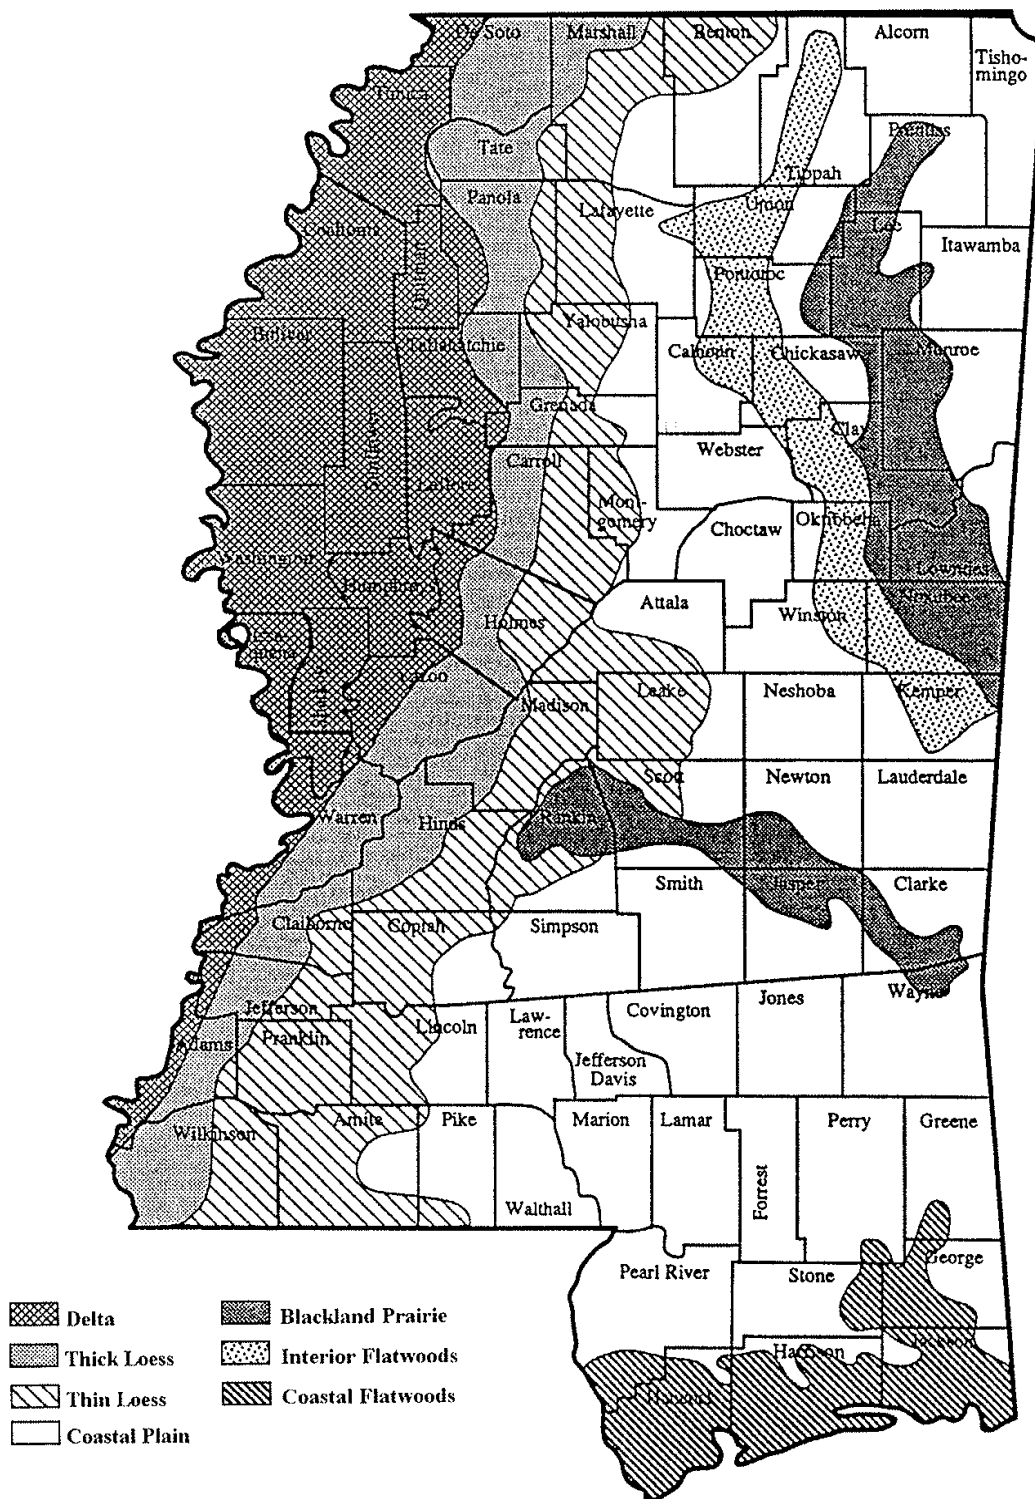 De Soto
Marshall
Benton
Alcorn
Tisho-
mingo
Tunica
Prentiss
Tate
Tippah
Panola
Lafayette
Union
Lee
Coahoma
Itawamba
Quitman
Pontotoc
Bolivar
Tallahatchie
Yalobusha
Calhoun
Chickasaw
Monroe
Grenada
Clay
Sunflower
Leflore
Carroll
Webster
Mont-
gomery
Choctaw
Oktibbeha
Washington
Lowndes
Humphreys
Attala
Winston
Noxubee
Holmes
Yazoo
Leake
Neshoba
Kemper
Madison
Scott
Newton
Lauderdale
Warren
Hinds
Rankin
Smith
Jasper
Clarke
Claiborne
Copiah
Simpson
Jefferson
Lincoln
Law-
rence
Covington
Jones
Wayne
Adams
Franklin
Jefferson
Davis
Wilkinson
Amite
Pike
Marion
Lamar
Perry
Greene
Forrest
Walthall
Pearl River
Stone
George
Harrison
Jackson
Hancock
Delta
Blackland Prairie
Thick Loess
Interior Flatwoods
Thin Loess
Coastal Flatwoods
Coastal Plain